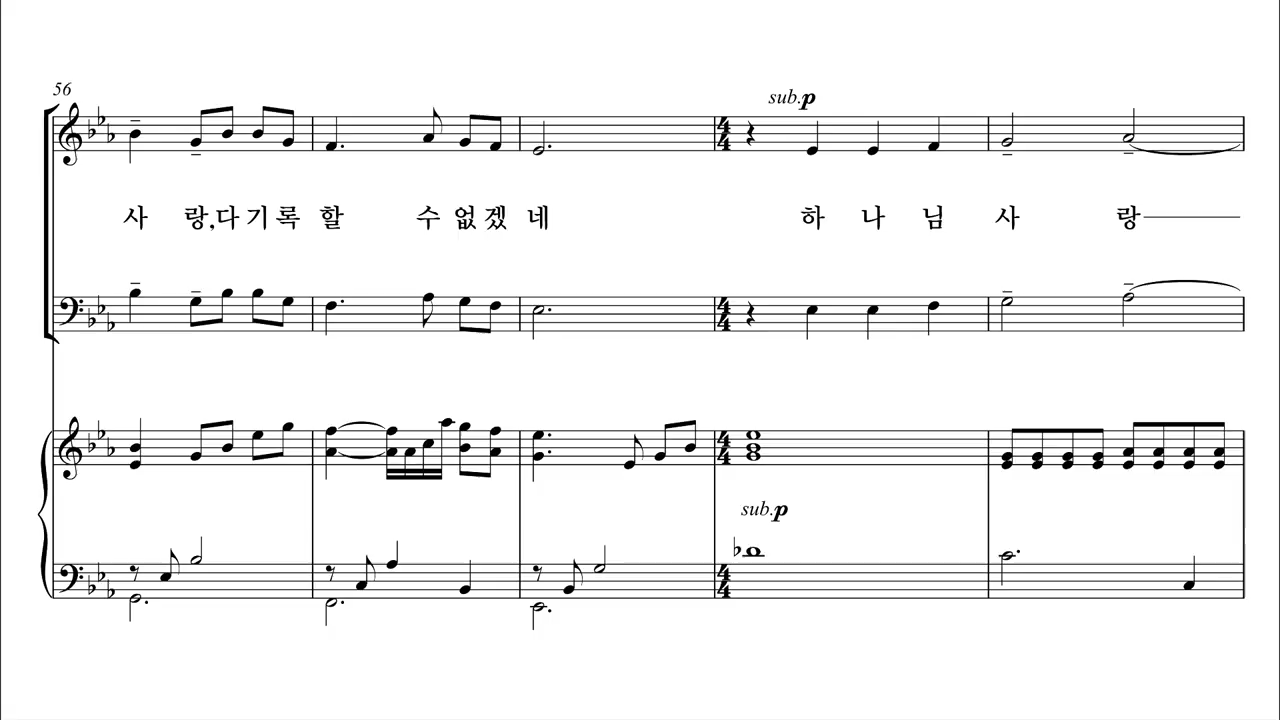 56
sub.p
사 랑,다 기 록 할 수 없 겠 네 하 나 님 사 랑
sub.p